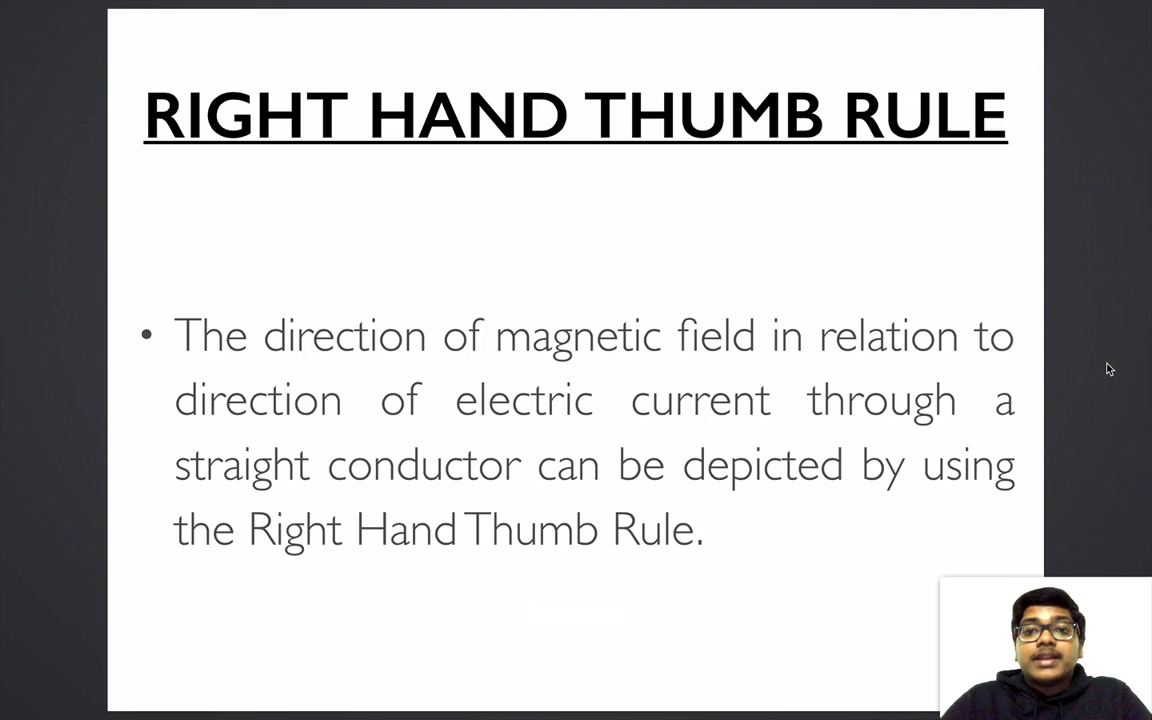 RIGHT HAND THUMB RULE
• The direction of magnetic field in relation to
direction of electric current through a
straight conductor can be depicted by using
the Right Hand Thumb Rule.